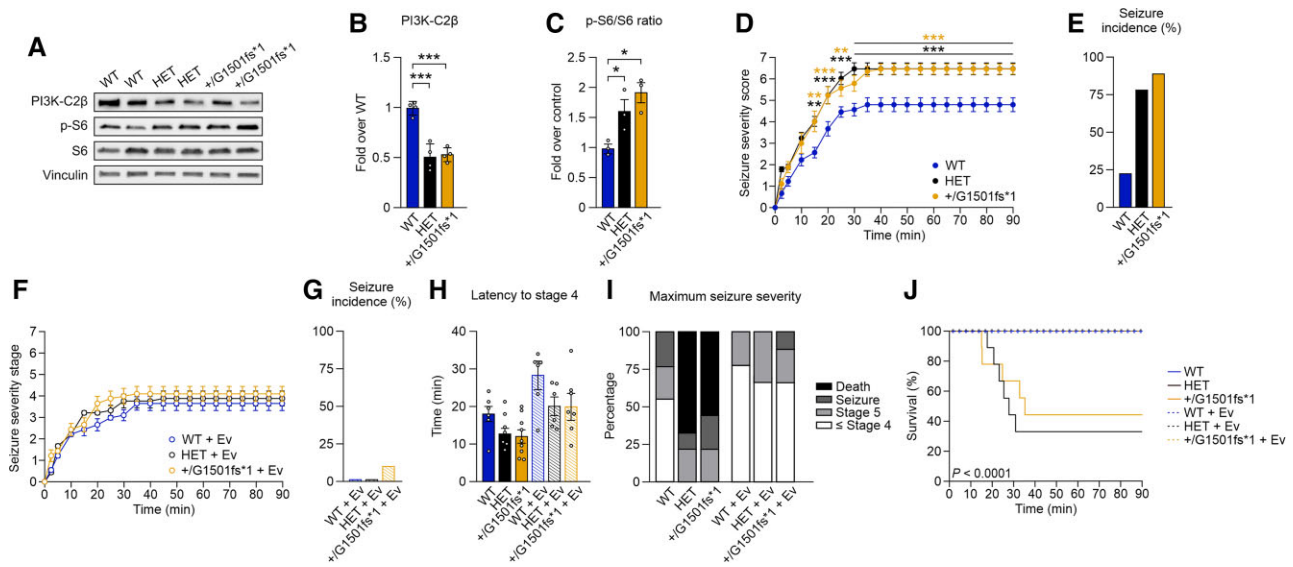 A
WT
WT
HET
HET
+/G1501fs*1
+/G1501fs*1
PI3K-C2β
p-S6
S6
Vinculin
B
PI3K-C2β
***
***
Fold over WT
1.5
1
0.5
0
WT
HET
+/G1501fs*1
C
p-S6/S6 ratio
*
*
Fold over control
2.5
2
1.5
1
0.5
0
WT
HET
+/G1501fs*1
D
Seizure severity score
7
6
5
4
3
2
1
0
**
**
***
***
**
***
***
***
WT
HET
+/G1501fs*1
0 10 20 30 40 50 60 70 80 90
Time (min)
E
Seizure
incidence (%)
100
75
50
25
0
WT
HET
+/G1501fs*1
F
Seizure severity stage
7
6
5
4
3
2
1
0
WT + Ev
HET + Ev
+/G1501fs*1 + Ev
0 10 20 30 40 50 60 70 80 90
Time (min)
G
Seizure
incidence (%)
100
75
50
25
0
WT + Ev
HET + Ev
+/G1501fs*1 + Ev
H
Latency to stage 4
Time (min)
40
30
20
10
0
WT
HET
+/G1501fs*1
WT + Ev
HET + Ev
+/G1501fs*1 + Ev
I
Maximum seizure severity
Percentage
100
75
50
25
0
WT
HET
+/G1501fs*1
WT + Ev
HET + Ev
+/G1501fs*1 + Ev
Death
Seizure
Stage 5
≤ Stage 4
J
Survival (%)
100
80
60
40
20
0
P < 0.0001
0 10 20 30 40 50 60 70 80 90
Time (min)
WT
HET
+/G1501fs*1
WT + Ev
HET + Ev
+/G1501fs*1 + Ev